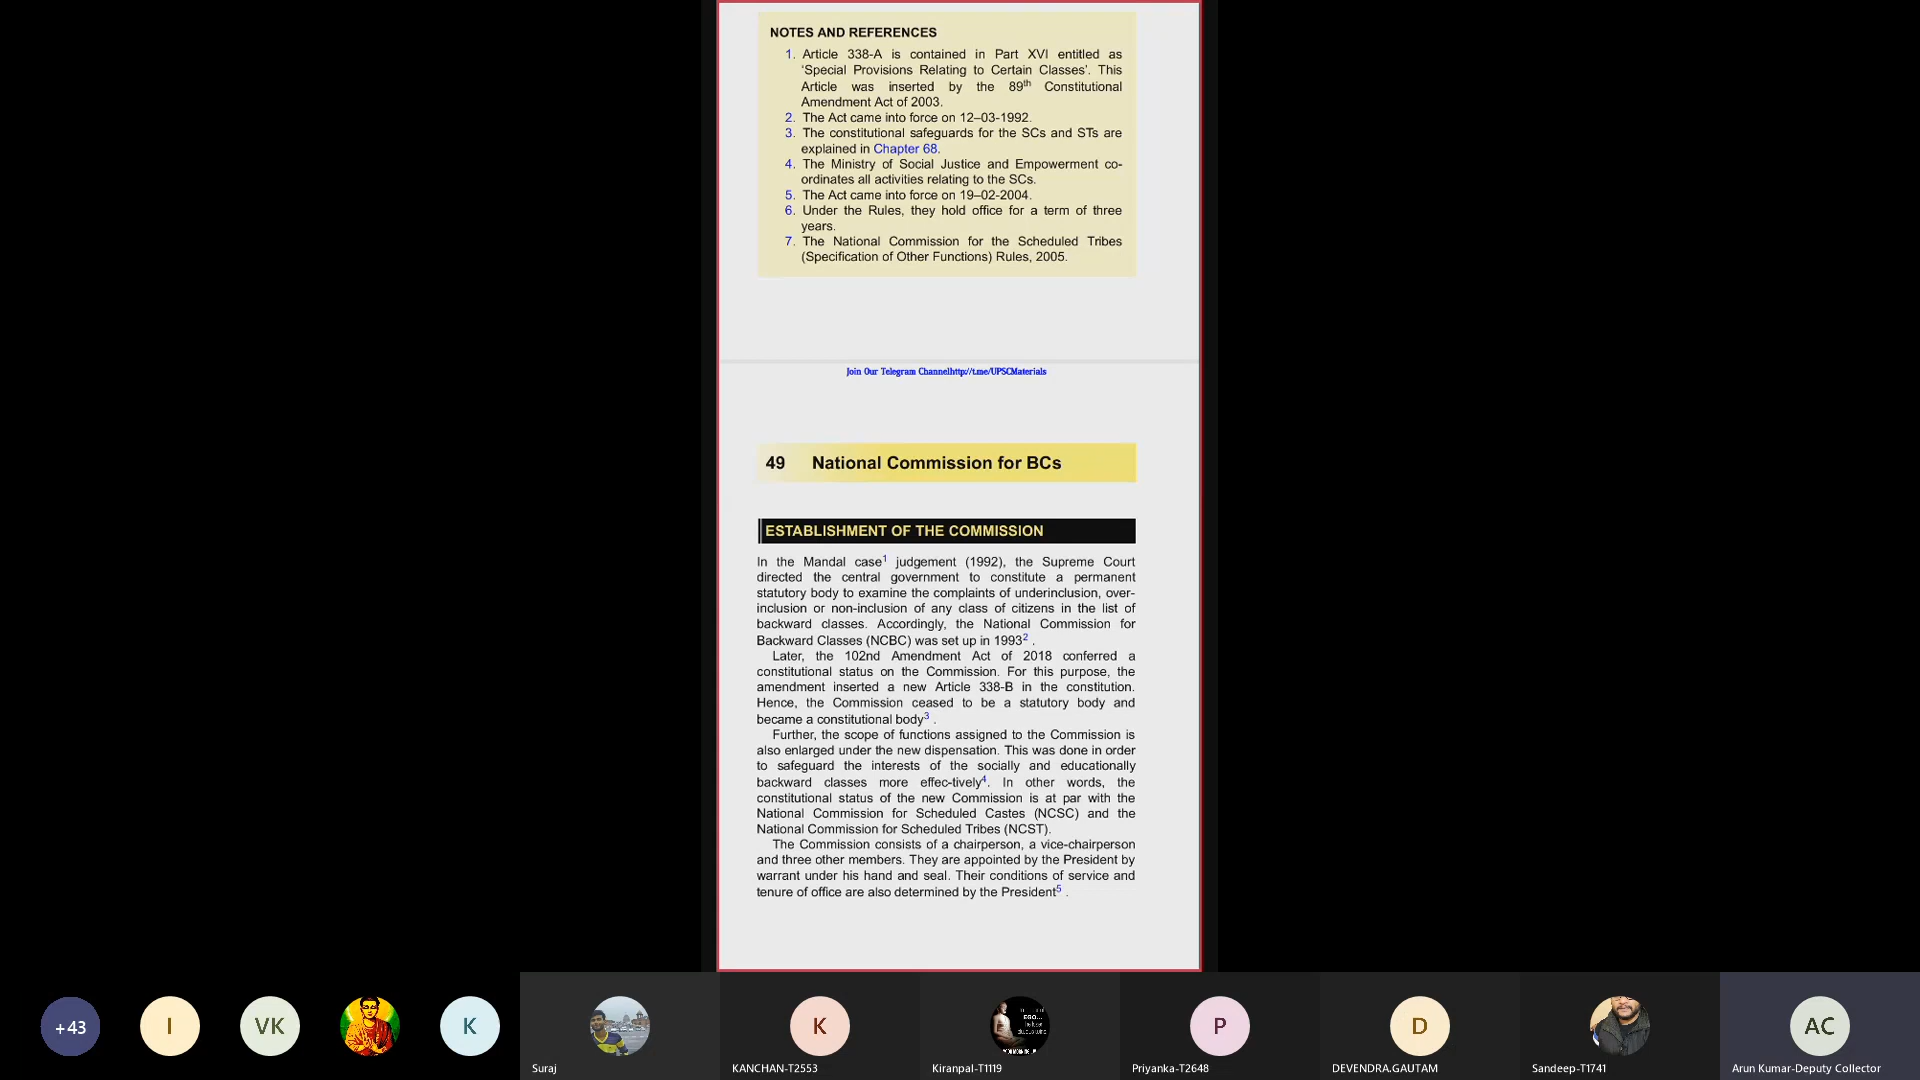 NOTES AND REFERENCES
1. Article 338-A is contained in Part XVI entitled as
‘Special Provisions Relating to Certain Classes’. This
Article was inserted by the 89th Constitutional
Amendment Act of 2003.
2. The Act came into force on 12–03-1992.
3. The constitutional safeguards for the SCs and STs are
explained in Chapter 68.
4. The Ministry of Social Justice and Empowerment co-
ordinates all activities relating to the SCs.
5. The Act came into force on 19–02-2004.
6. Under the Rules, they hold office for a term of three
years.
7. The National Commission for the Scheduled Tribes
(Specification of Other Functions) Rules, 2005.
Join Our Telegram Channelhttp://t.me/UPSCMaterials
49 National Commission for BCs
ESTABLISHMENT OF THE COMMISSION
In the Mandal case1 judgement (1992), the Supreme Court
directed the central government to constitute a permanent
statutory body to examine the complaints of underinclusion, over-
inclusion or non-inclusion of any class of citizens in the list of
backward classes. Accordingly, the National Commission for
Backward Classes (NCBC) was set up in 19932 .
Later, the 102nd Amendment Act of 2018 conferred a
constitutional status on the Commission. For this purpose, the
amendment inserted a new Article 338-B in the constitution.
Hence, the Commission ceased to be a statutory body and
became a constitutional body3 .
Further, the scope of functions assigned to the Commission is
also enlarged under the new dispensation. This was done in order
to safeguard the interests of the socially and educationally
backward classes more effec-tively4. In other words, the
constitutional status of the new Commission is at par with the
National Commission for Scheduled Castes (NCSC) and the
National Commission for Scheduled Tribes (NCST).
The Commission consists of a chairperson, a vice-chairperson
and three other members. They are appointed by the President by
warrant under his hand and seal. Their conditions of service and
tenure of office are also determined by the President5 .
+43
I
VK
K
K
EGO...
P
D
AC
Suraj
KANCHAN-T2553
Kiranpal-T1119
Priyanka-T2648
DEVENDRA.GAUTAM
Sandeep-T1741
Arun Kumar-Deputy Collector